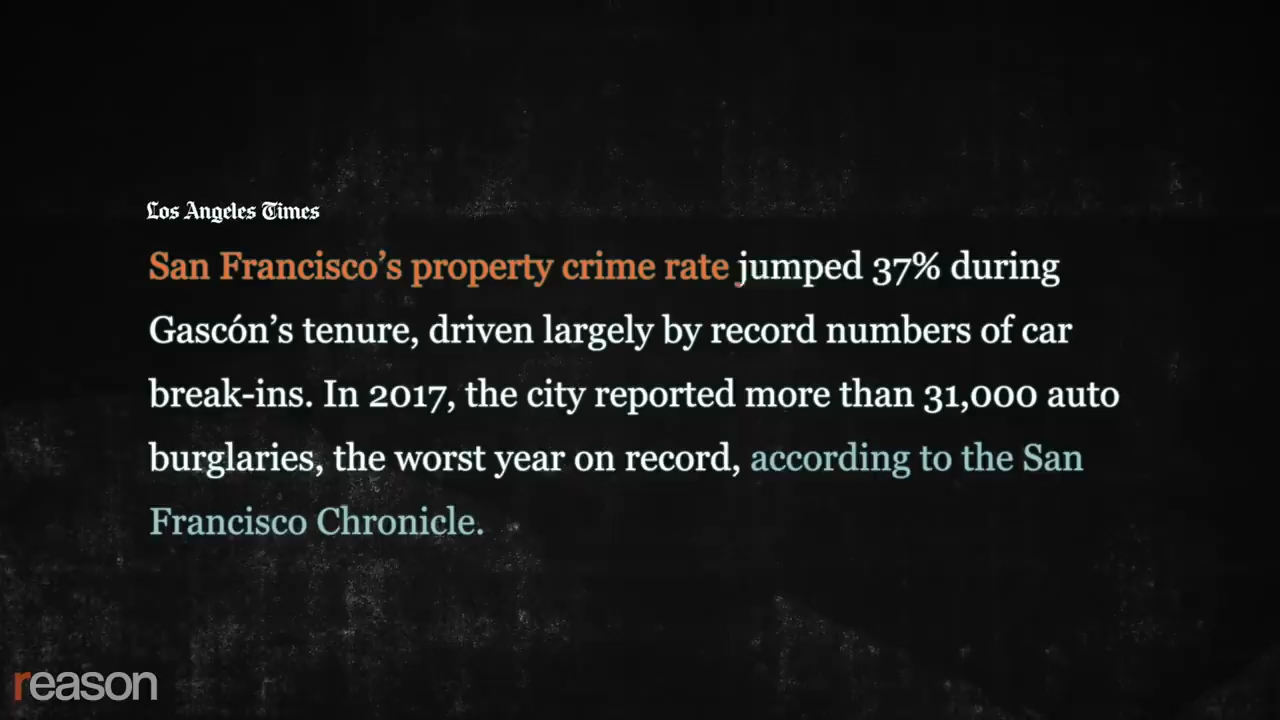 Los Angeles Times
San Francisco’s property crime rate jumped 37% during
Gascón’s tenure, driven largely by record numbers of car
break-ins. In 2017, the city reported more than 31,000 auto
burglaries, the worst year on record, according to the San
Francisco Chronicle.
reason